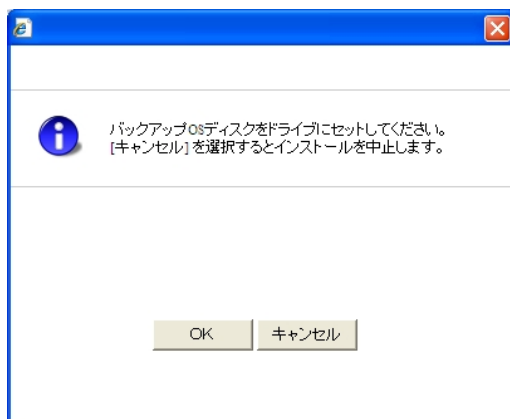 バックアップOSディスクをドライブにセットしてください。
[キャンセル]を選択するとインストールを中止します。
OK
キャンセル